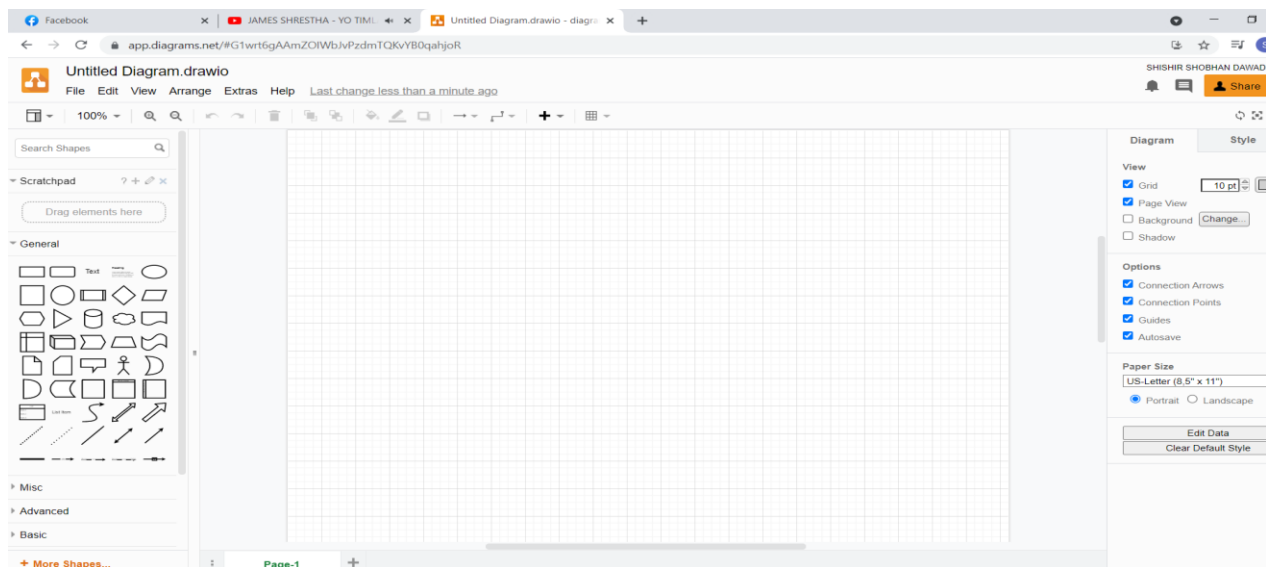 Facebook
JAMES SHRESTHA - YO TIMI
Untitled Diagram.drawio - diagra
app.diagrams.net/#G1wrt6gAAmZOIWbJvPzdmTQKvYB0qahjoR
Untitled Diagram.drawio
SHISHIR SHOBHAN DAWAD
File Edit View Arrange Extras Help Last change less than a minute ago
Share
100%
Search Shapes
Diagram Style
Scratchpad ?
View
Grid 10 pt
Drag elements here
Page View
Background Change...
General
Shadow
Text
Options
Connection Arrows
Connection Points
Guides
Autosave
Paper Size
US-Letter (8,5" x 11")
Portrait Landscape
List Item
Edit Data
Clear Default Style
Misc
Advanced
Basic
+ More Shapes...
Page-1